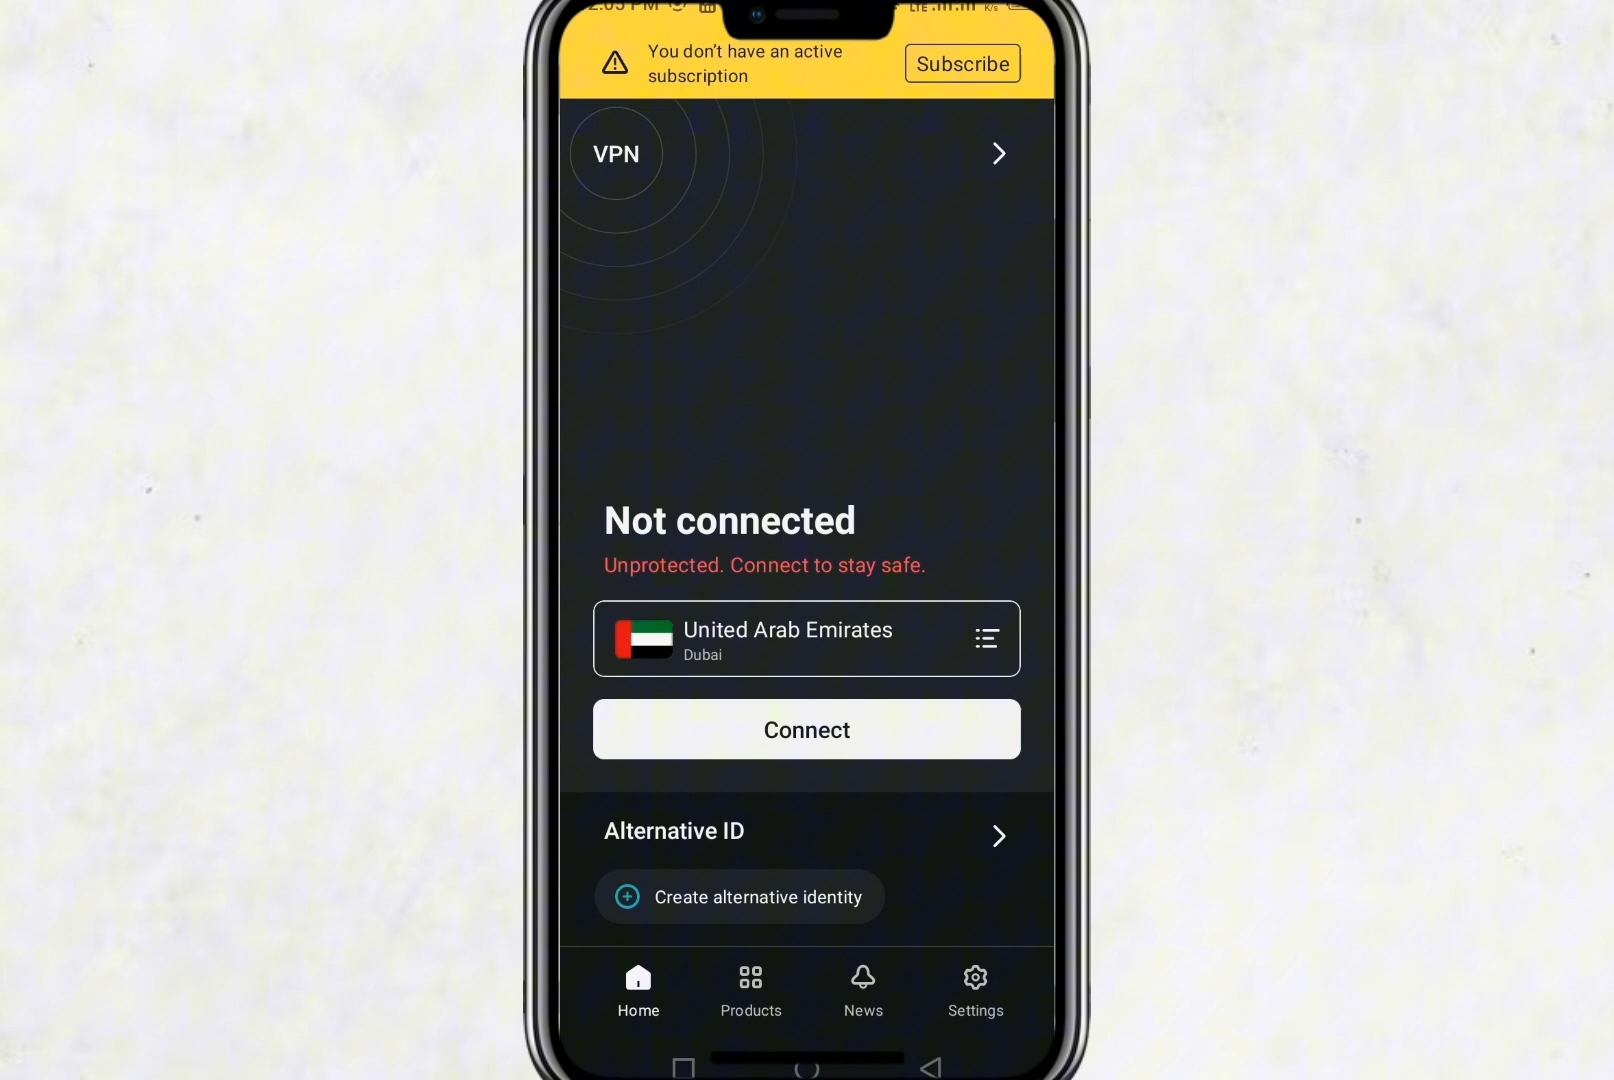 LTE
K/s
You don't have an active
subscription
Subscribe
VPN
Not connected
Unprotected. Connect to stay safe.
United Arab Emirates
Dubai
Connect
Alternative ID
Create alternative identity
Home
Products
News
Settings